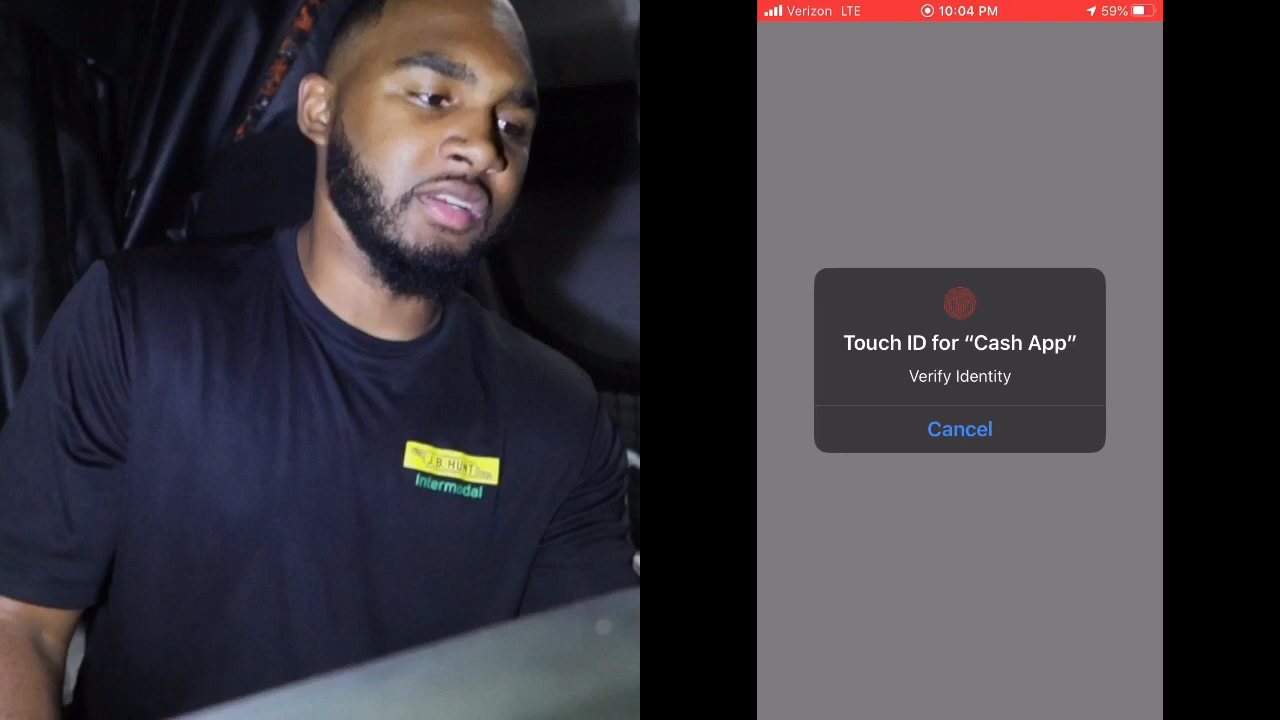 J.B. HUNT
Intermodal
Verizon LTE 10:04 PM 59%
Touch ID for “Cash App”
Verify Identity
Cancel